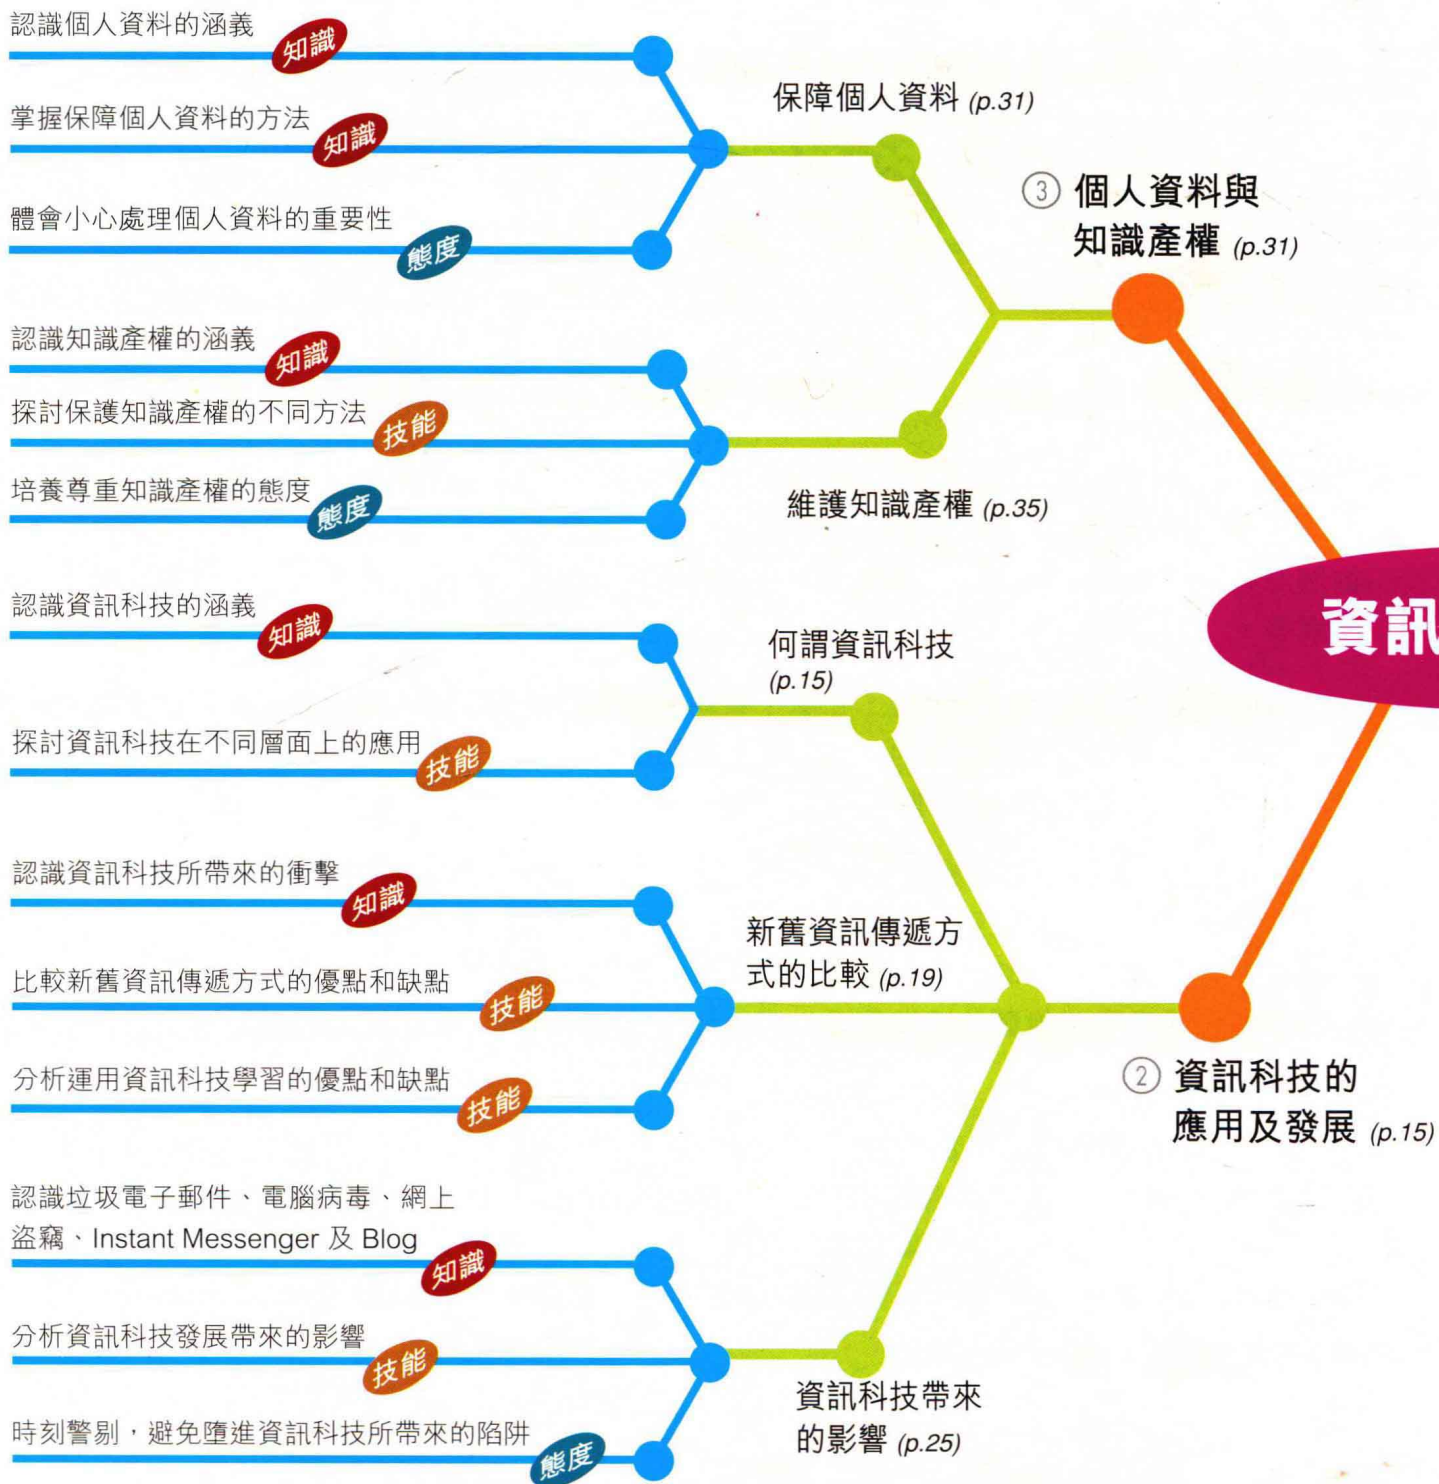 認識個人資料的涵義
知識
掌握保障個人資料的方法
知識
體會小心處理個人資料的重要性
態度
保障個人資料 (p.31)
認識知識產權的涵義
知識
探討保護知識產權的不同方法
技能
培養尊重知識產權的態度
態度
維護知識產權 (p.35)
③ 個人資料與
知識產權 (p.31)
資訊
認識資訊科技的涵義
知識
探討資訊科技在不同層面上的應用
技能
何謂資訊科技
(p.15)
認識資訊科技所帶來的衝擊
知識
比較新舊資訊傳遞方式的優點和缺點
技能
分析運用資訊科技學習的優點和缺點
技能
新舊資訊傳遞方
式的比較 (p.19)
② 資訊科技的
應用及發展 (p.15)
認識垃圾電子郵件、電腦病毒、網上
盜竊、Instant Messenger 及 Blog
知識
分析資訊科技發展帶來的影響
技能
時刻警剔，避免墮進資訊科技所帶來的陷阱
態度
資訊科技帶來
的影響 (p.25)